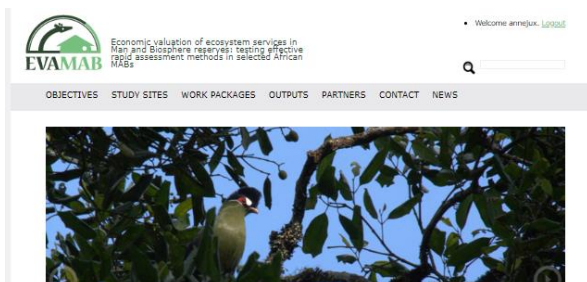 Welcome annejux. Logout
EVAMAB
Economic valuation of ecosystem services in
Man and Biosphere reserves: testing effective
rapid assessment methods in selected African
MABs
OBJECTIVES STUDY SITES WORK PACKAGES OUTPUTS PARTNERS CONTACT NEWS